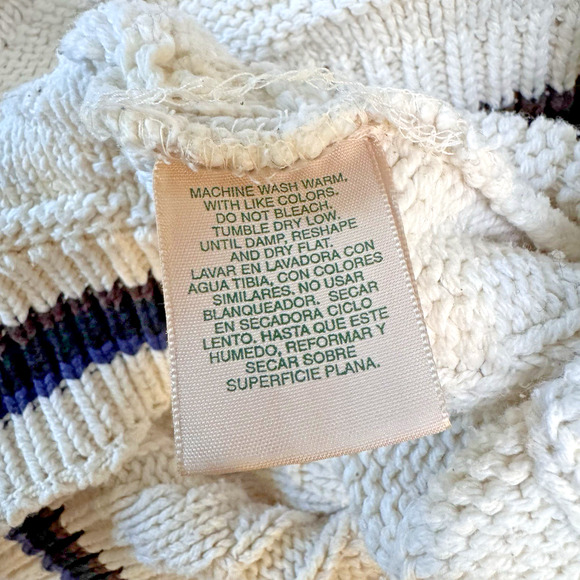 MACHINE WASH WARM.
WITH LIKE COLORS.
DO NOT BLEACH.
TUMBLE DRY LOW.
UNTIL DAMP, RESHAPE
AND DRY FLAT.
LAVAR EN LAVADORA CON
AGUA TIBIA, CON COLORES
SIMILARES. NO USAR
BLANQUEADOR. SECAR
EN SECADORA CICLO
LENTO. HASTA QUE ESTE
HUMEDO, REFORMAR Y
SECAR SOBRE
SUPERFICIE PLANA.